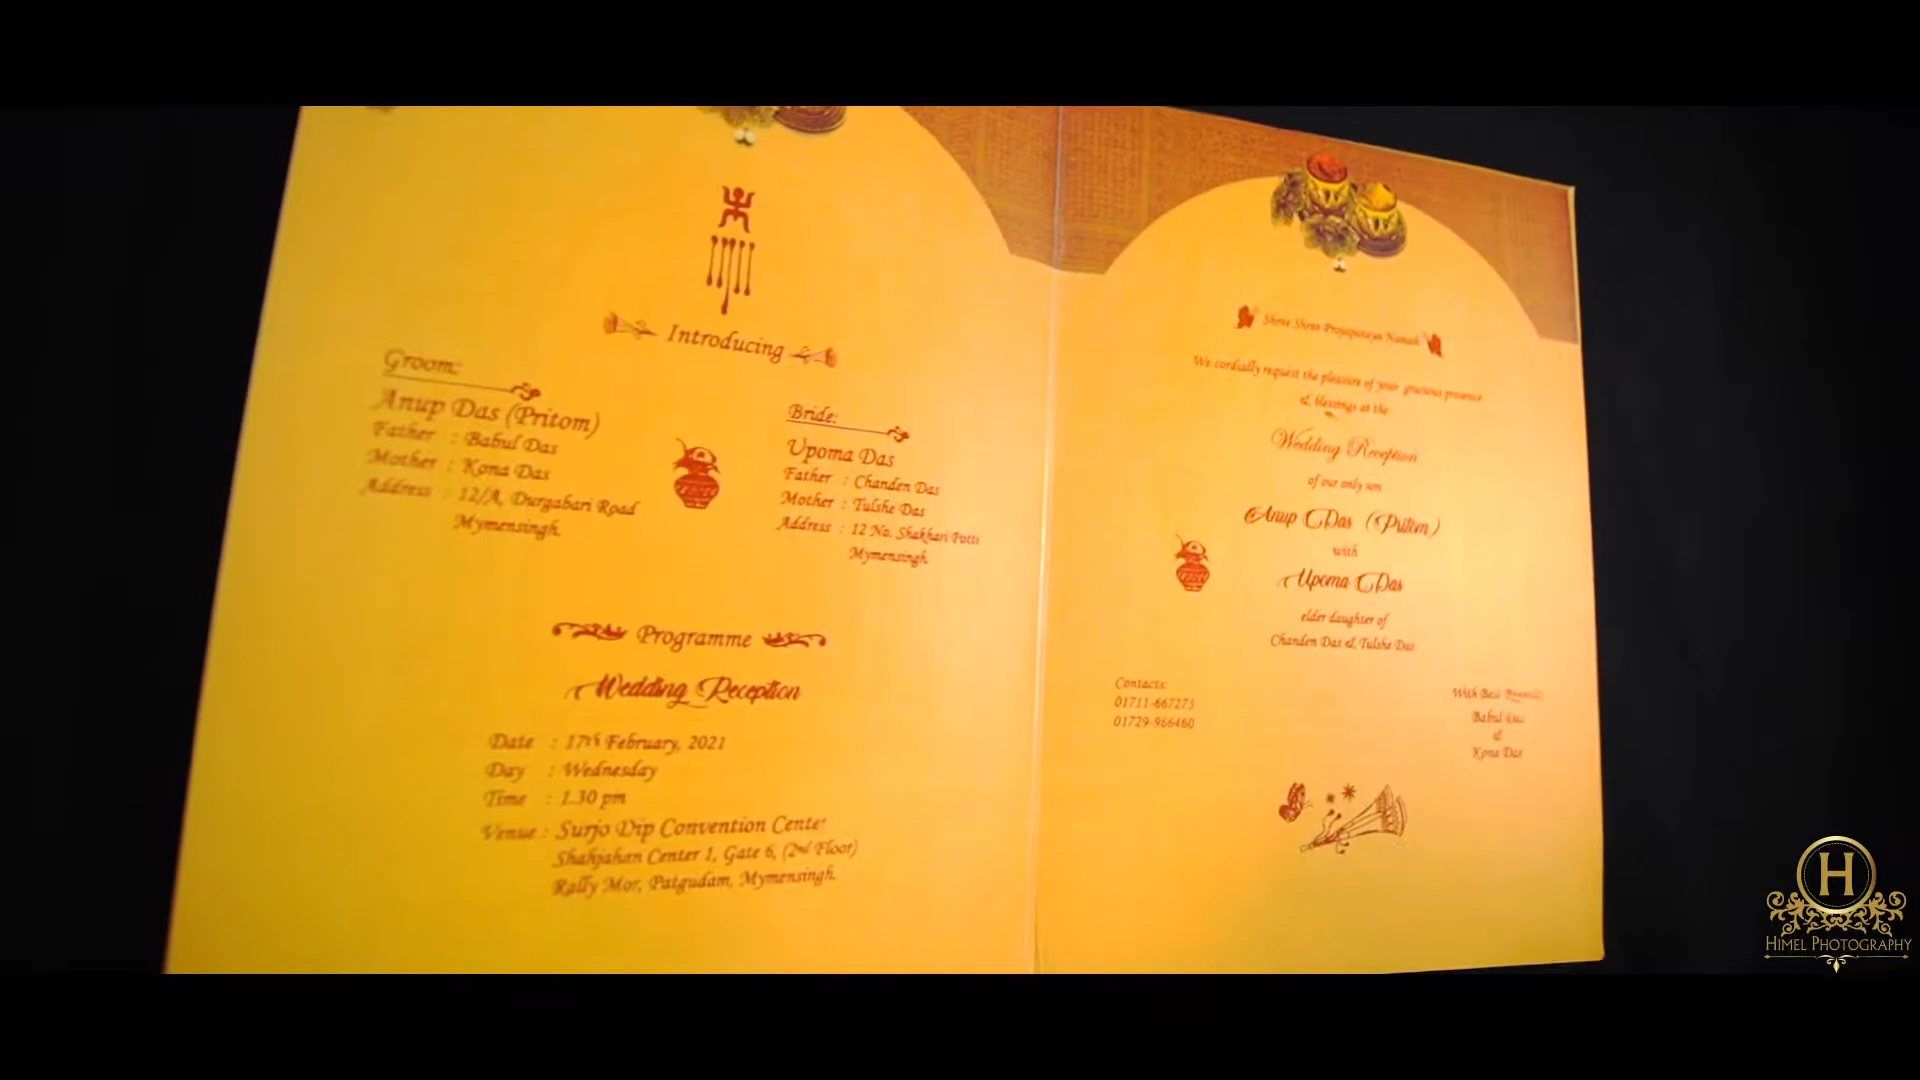 Introducing
Groom:
Anup Das (Pritom)
Father : Babul Das
Mother : Kona Das
Address : 12/A, Durgabari Road
Mymensingh.
Bride:
Upoma Das
Father : Chanden Das
Mother : Tulshe Das
Address : 12 No. Shakhari Potti
Mymensingh.
Programme
Wedding Reception
Date : 17th February, 2021
Day : Wednesday
Time : 1.30 pm
Venue : Surjo Dip Convention Center
Shahjahan Center 1, Gate 6, (2nd Floor)
Rally Mor, Patgudam, Mymensingh.
Shree Shree Projapataya Namah
We cordially request the pleasure of your gracious presence
& blessings at the
Wedding Reception
of our only son
Anup Das (Pritom)
with
Upoma Das
elder daughter of
Chanden Das & Tulshe Das
Contacts:
01711-667275
01729-966460
With Best
Babul Das
&
Kona Das
H
HIMEL PHOTOGRAPHY